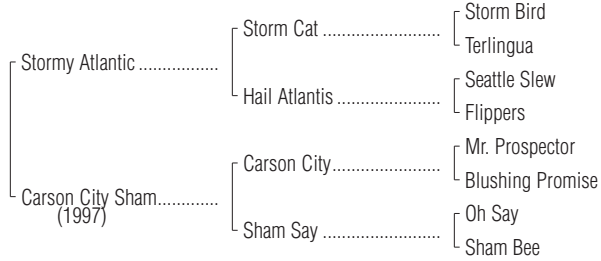 Storm Bird
Storm Cat ........................
Terlingua
Stormy Atlantic ................
Seattle Slew
Hail Atlantis .....................
Flippers
Mr. Prospector
Carson City......................
Blushing Promise
Carson City Sham............
(1997)
Oh Say
Sham Say ........................
Sham Bee